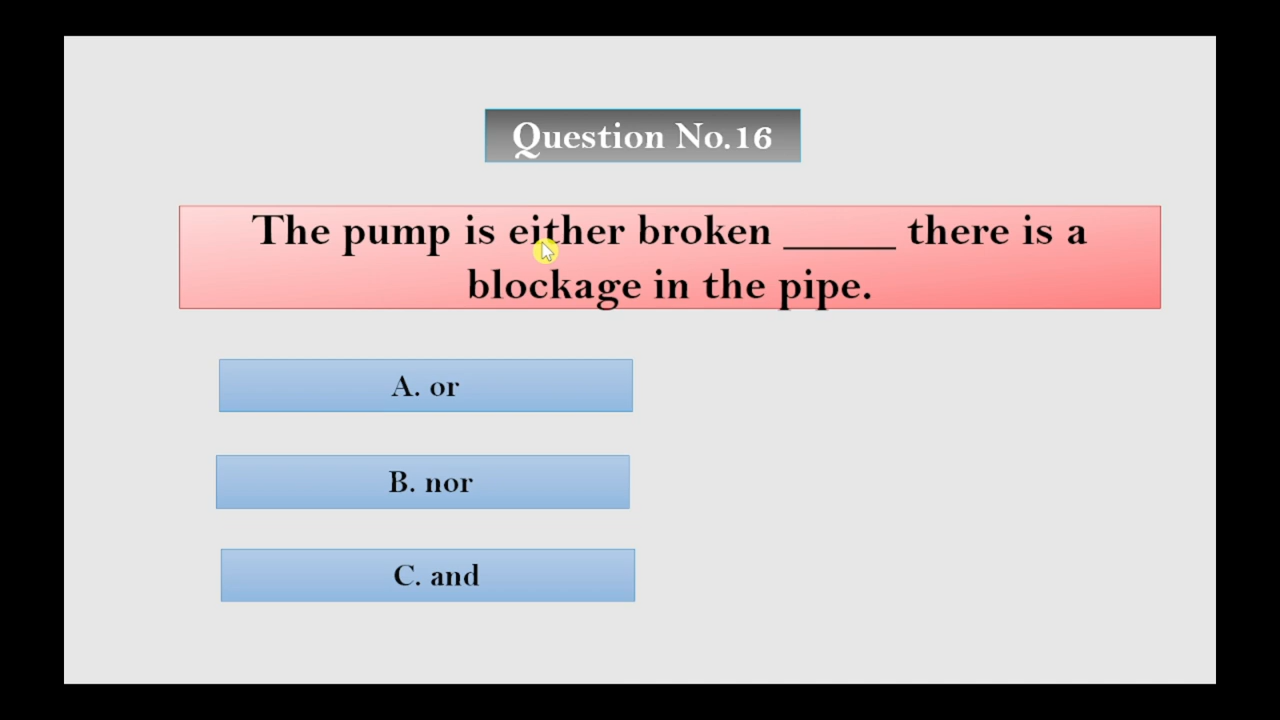 Question No.16
The pump is either broken _____ there is a
blockage in the pipe.
A. or
B. nor
C. and